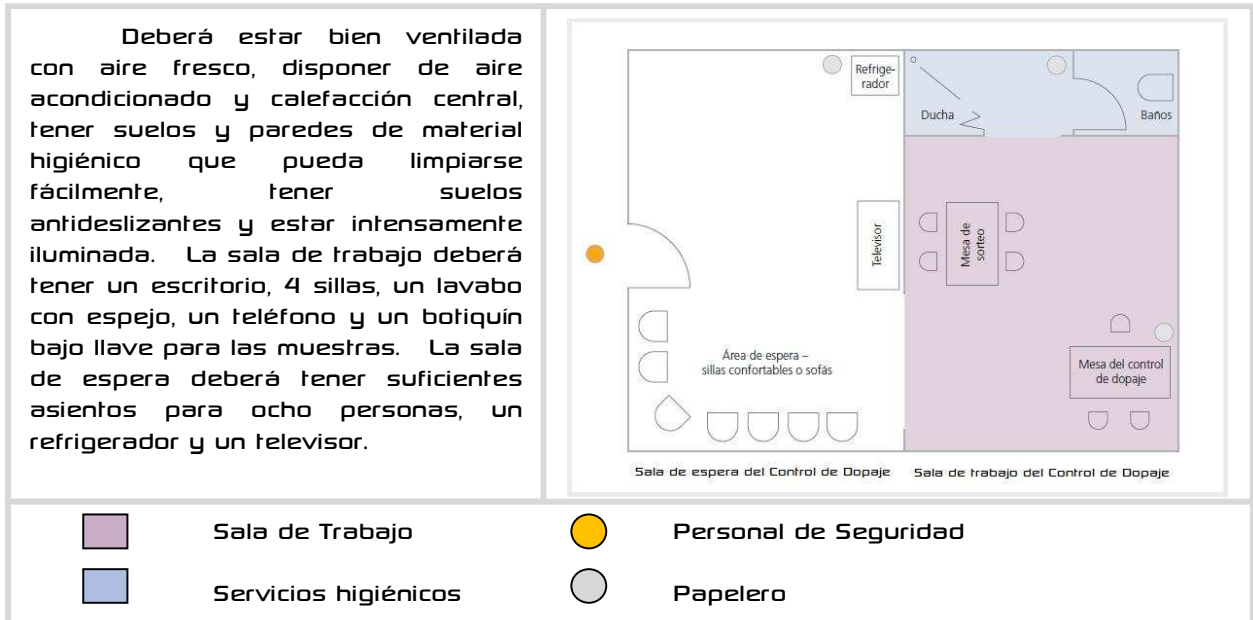 Deberá estar bien ventilada
con aire fresco, disponer de aire
acondicionado y calefacción central,
tener suelos y paredes de material
higiénico que pueda limpiarse
fácilmente, tener suelos
antideslizantes y estar intensamente
iluminada. La sala de trabajo deberá
tener un escritorio, 4 sillas, un lavabo
con espejo, un teléfono y un botiquín
bajo llave para las muestras. La sala
de espera deberá tener suficientes
asientos para ocho personas, un
refrigerador y un televisor.
Refrige-
rador
Ducha
Baños
Televisor
Mesa de
sorteo
Área de espera –
sillas confortables o sofás
Mesa del control
de dopaje
Sala de espera del Control de Dopaje
Sala de trabajo del Control de Dopaje
Sala de Trabajo
Personal de Seguridad
Servicios higiénicos
Papelero